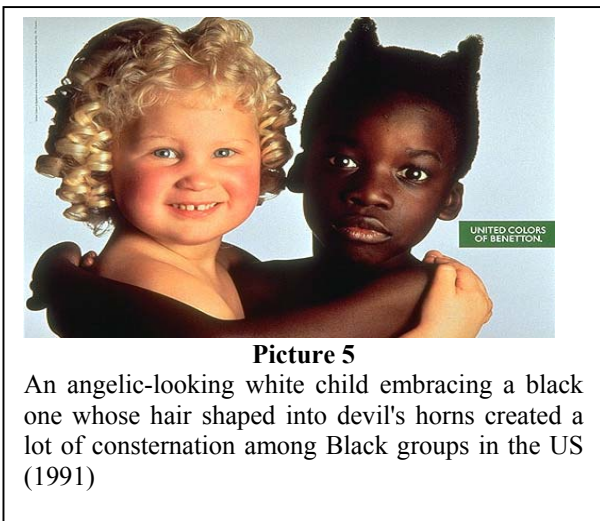 UNITED COLORS
OF BENETTON.
Picture 5
An angelic-looking white child embracing a black
one whose hair shaped into devil's horns created a
lot of consternation among Black groups in the US
(1991)